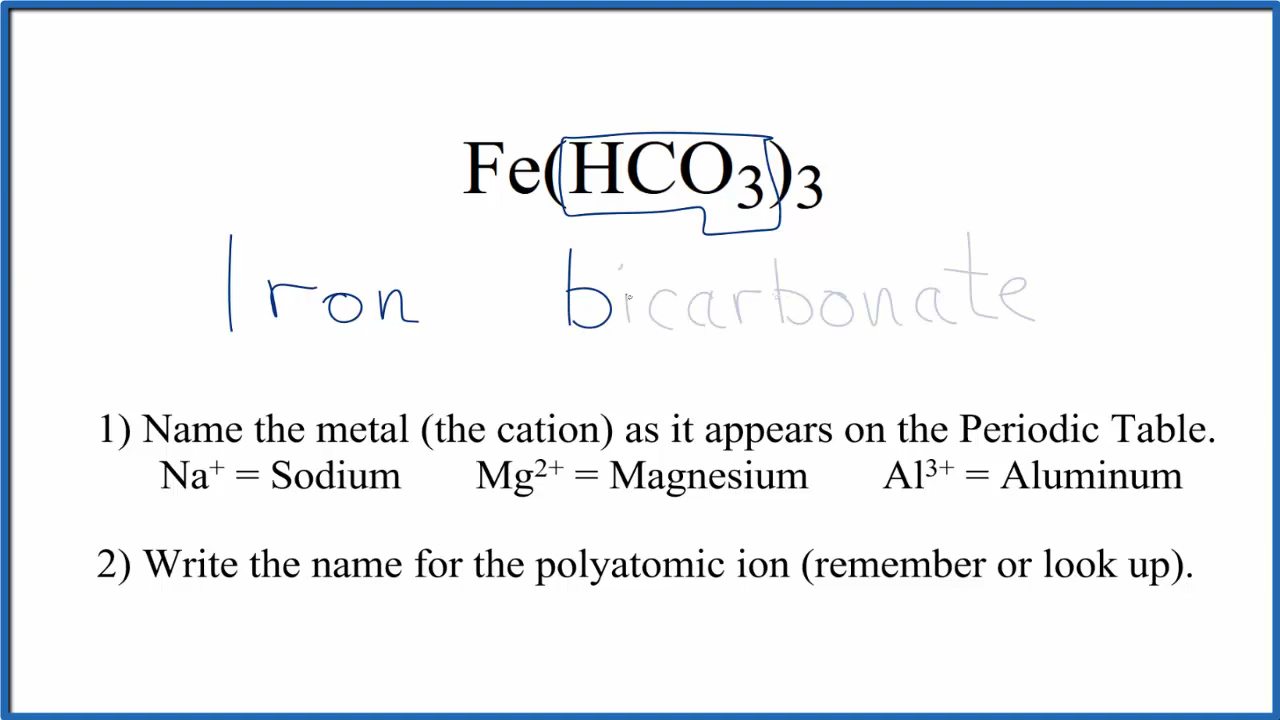 Fe(HCO₃)₃
Iron bicarbonate
1) Name the metal (the cation) as it appears on the Periodic Table.
Na⁺ = Sodium Mg²⁺ = Magnesium Al³⁺ = Aluminum
2) Write the name for the polyatomic ion (remember or look up).